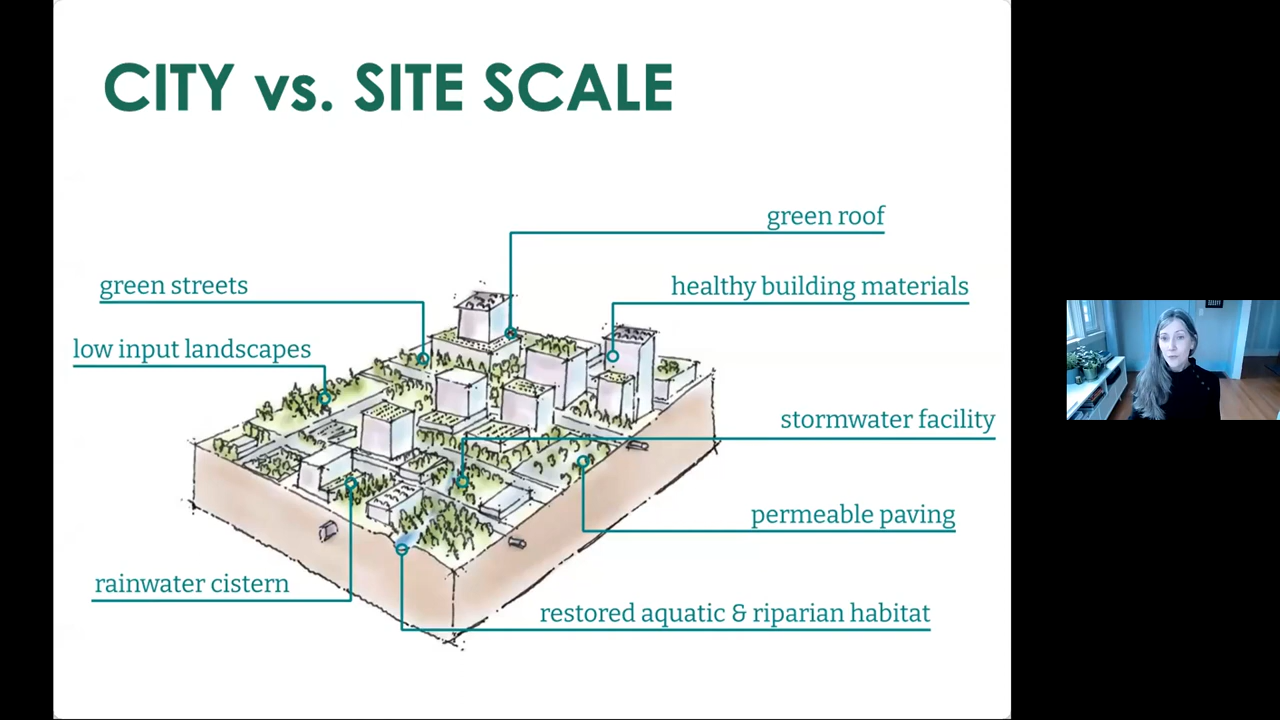 CITY vs. SITE SCALE
green roof
green streets
healthy building materials
low input landscapes
stormwater facility
permeable paving
rainwater cistern
restored aquatic & riparian habitat